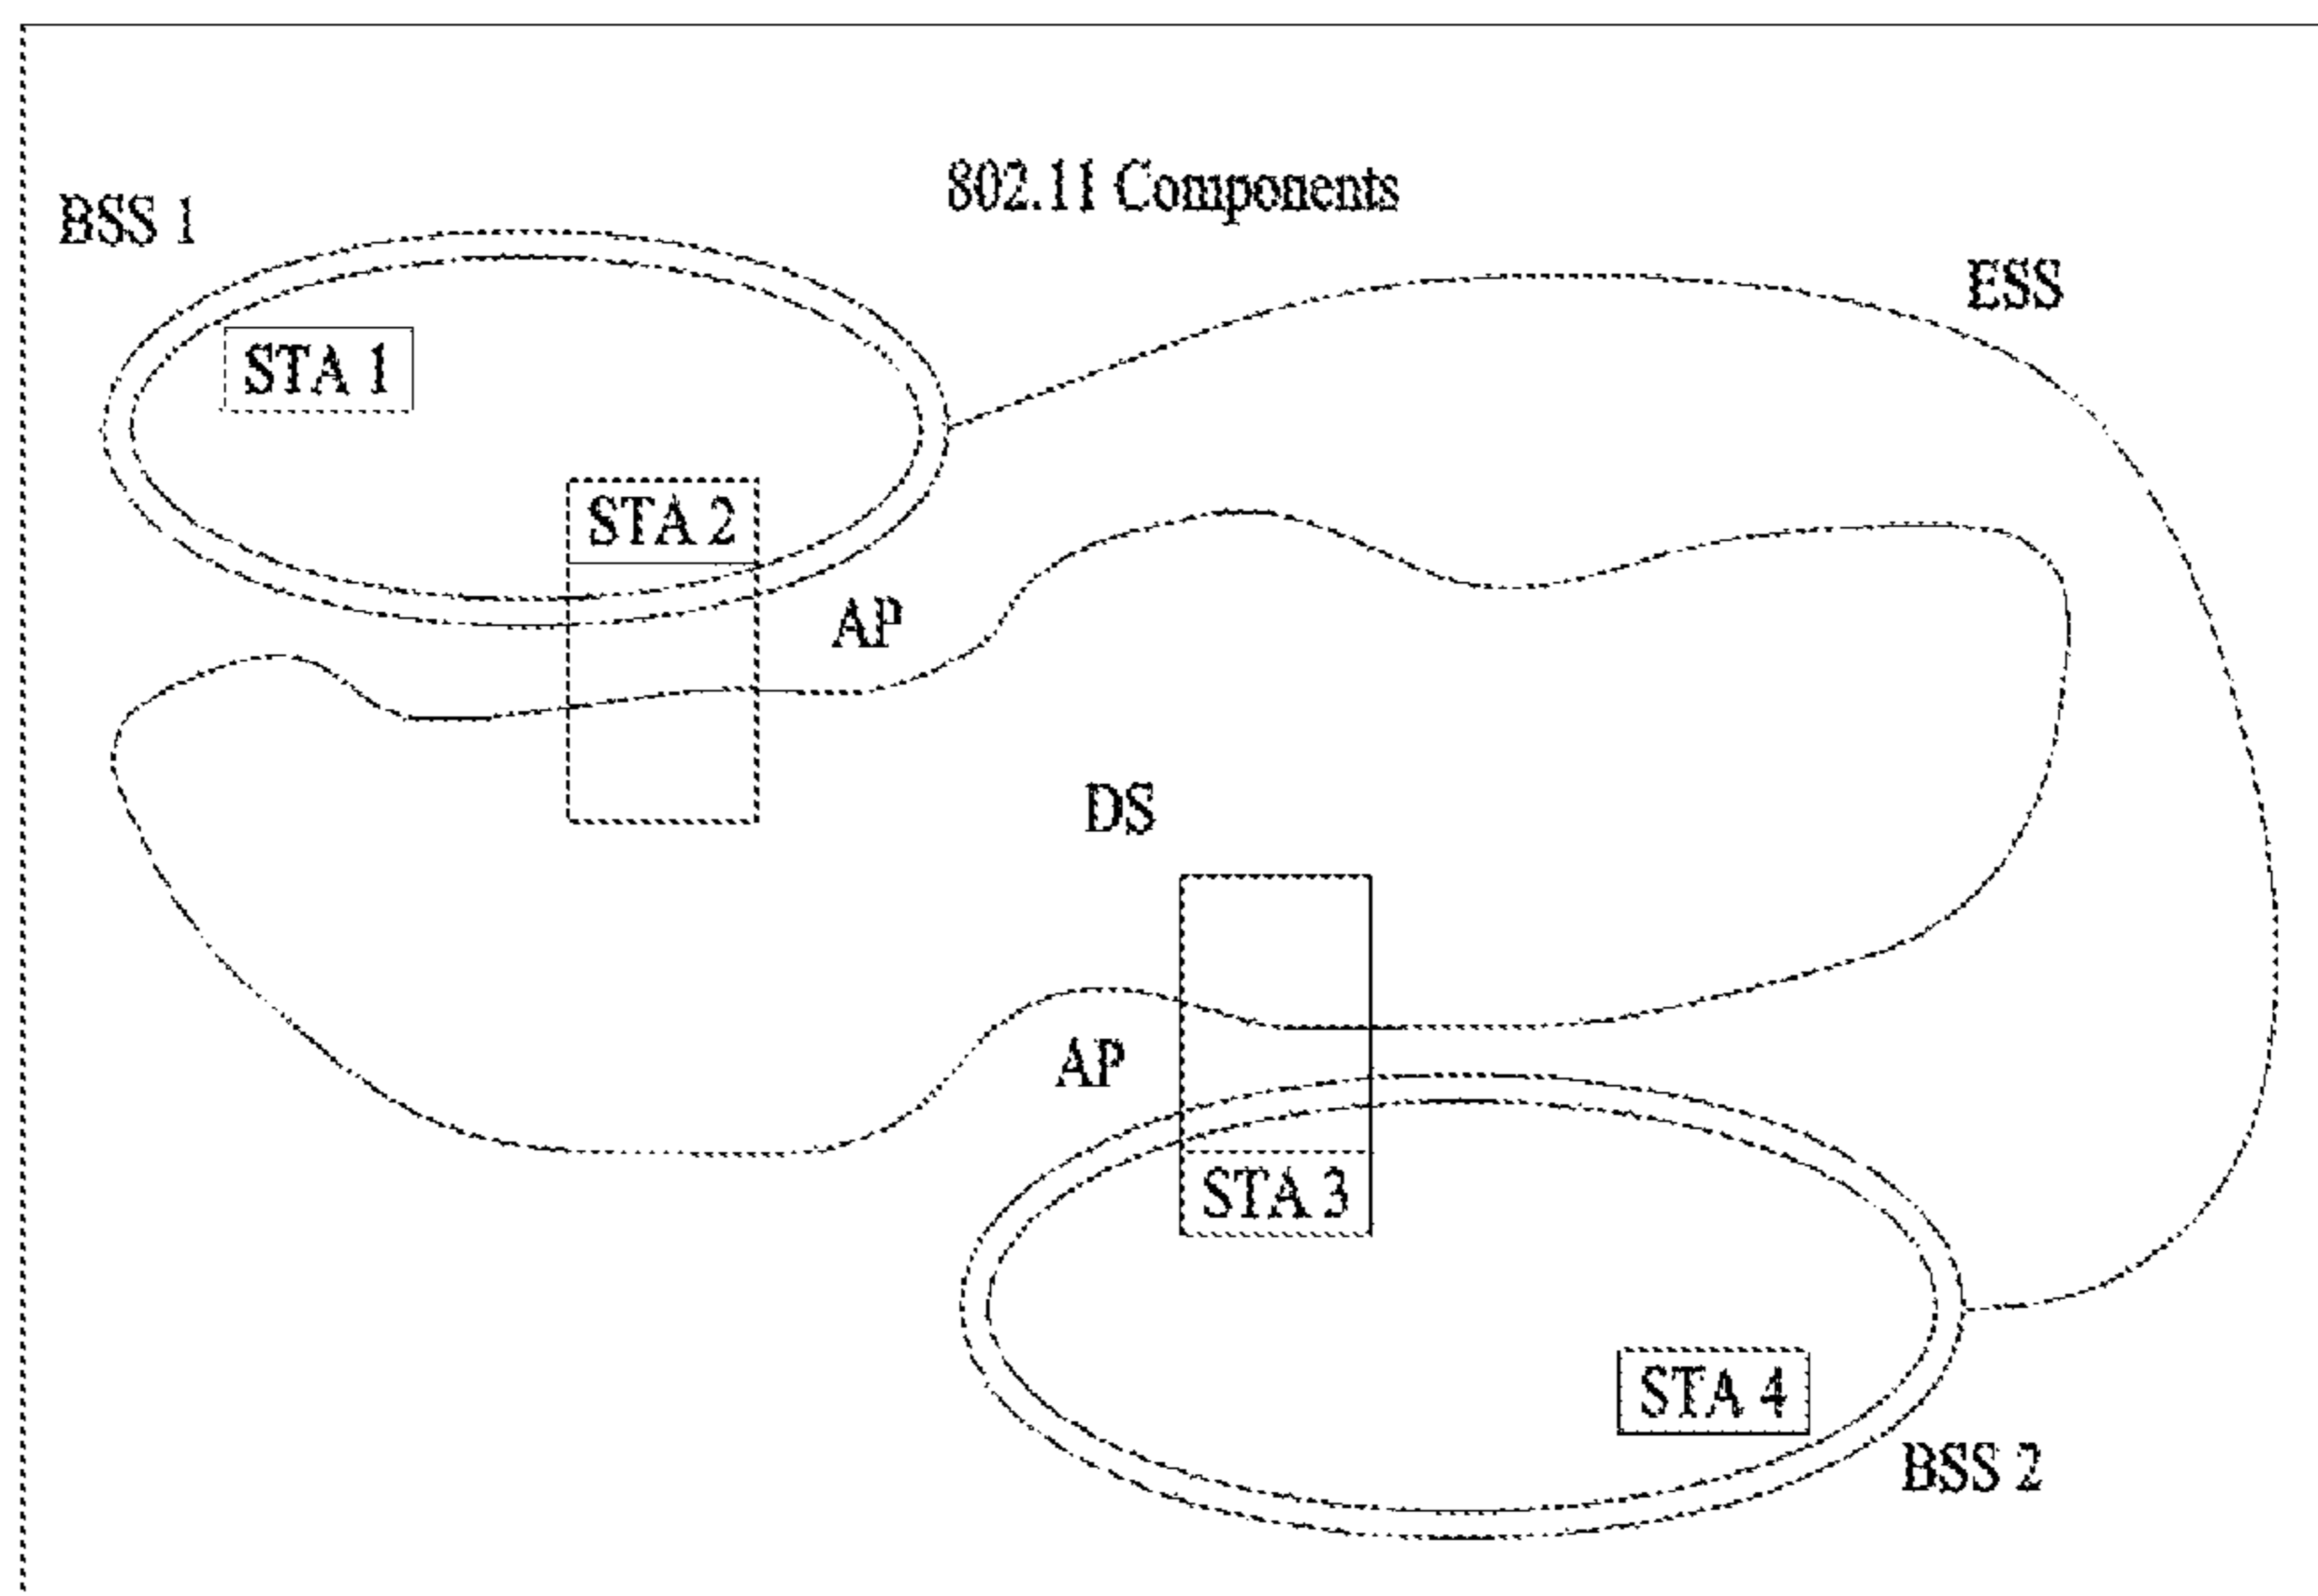 802.11 Components
BSS 1
ESS
STA 1
STA 2
AP
DS
AP
STA 3
STA 4
BSS 2